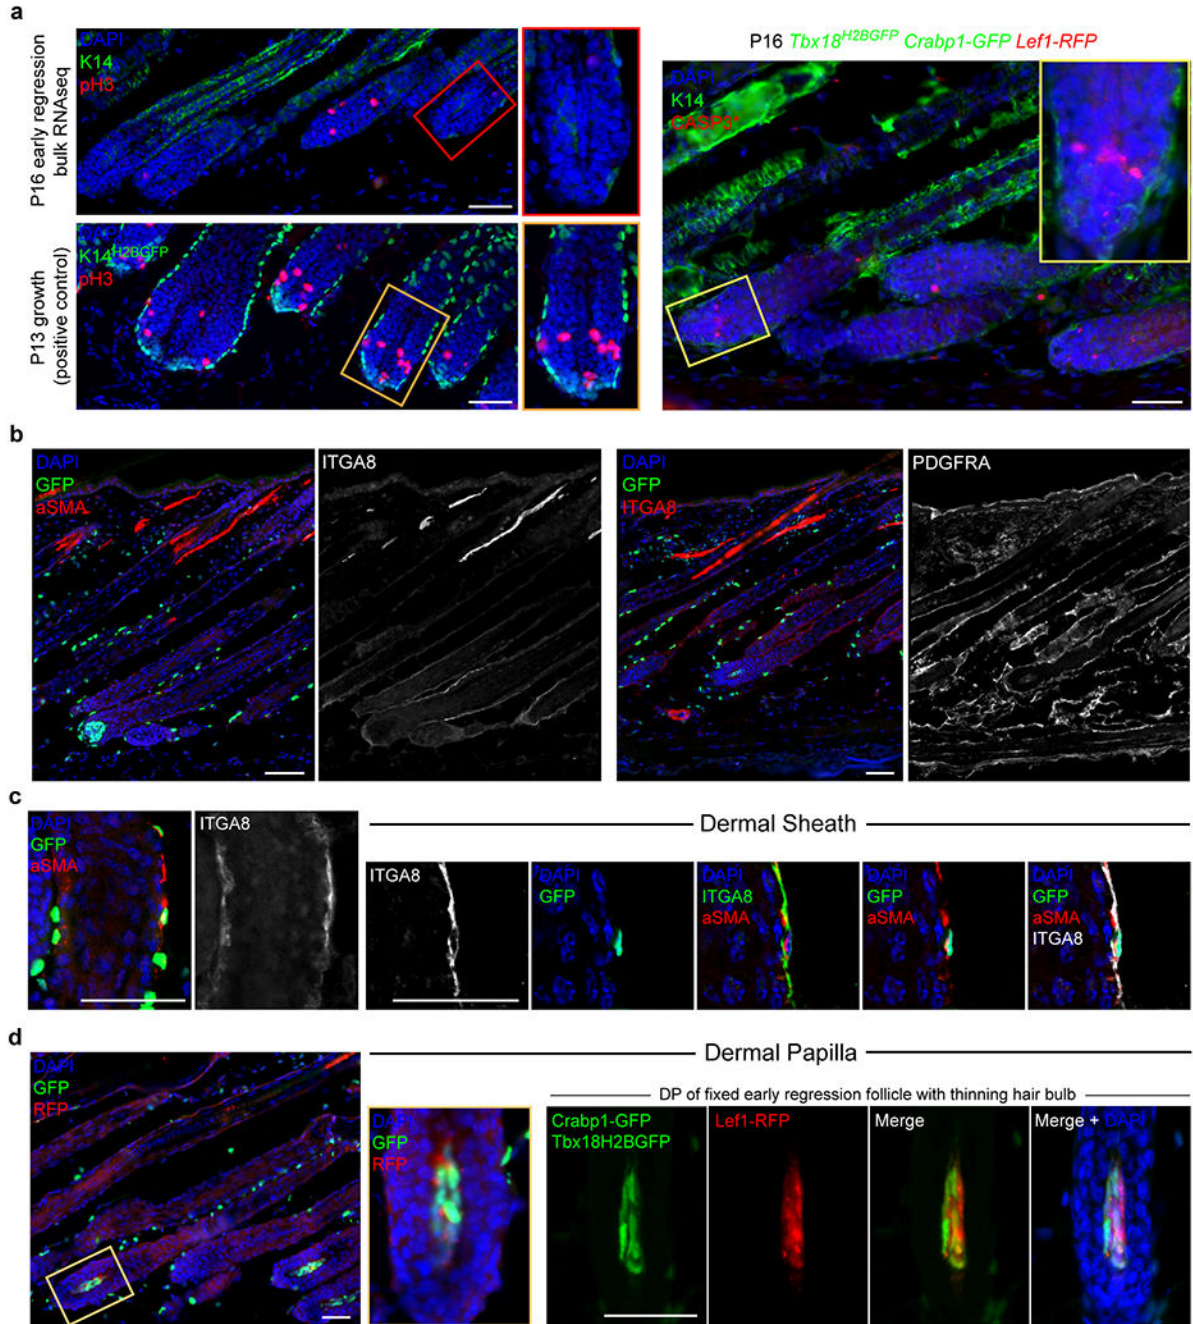 a
P16 early regression
bulk RNAseq
DAPI
K14
pH3
P16 Tbx18H2BGFP Crabp1-GFP Lef1-RFP
DAPI
K14
CASP3*
P13 growth
(positive control)
DAPI
K14H2BGFP
pH3
b
DAPI
GFP
aSMA
ITGA8
DAPI
GFP
ITGA8
PDGFRA
c
DAPI
GFP
aSMA
ITGA8
Dermal Sheath
ITGA8
DAPI
GFP
DAPI
ITGA8
aSMA
DAPI
GFP
aSMA
DAPI
GFP
aSMA
ITGA8
d
DAPI
GFP
RFP
Dermal Papilla
DAPI
GFP
RFP
DP of fixed early regression follicle with thinning hair bulb
Crabp1-GFP
Tbx18H2BGFP
Lef1-RFP
Merge
Merge + DAPI